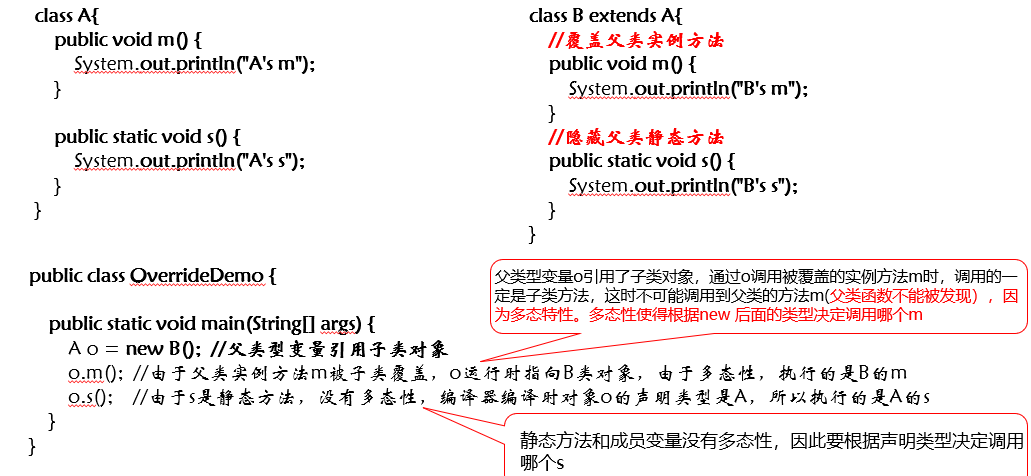 class A{
public void m() {
System.out.println("A's m");
}
public static void s() {
System.out.println("A's s");
}
}
class B extends A{
//覆盖父类实例方法
public void m() {
System.out.println("B's m");
}
//隐藏父类静态方法
public static void s() {
System.out.println("B's s");
}
}
public class OverrideDemo {
public static void main(String[] args) {
A o = new B(); //父类型变量引用子类对象
o.m(); //由于父类实例方法m被子类覆盖，o运行时指向B类对象，由于多态性，执行的是B的m
o.s(); //由于s是静态方法，没有多态性，编译器编译时对象o的声明类型是A，所以执行的是A的s
}
}
父类型变量o引用了子类对象，通过o调用被覆盖的实例方法m时，调用的一
定是子类方法，这时不可能调用到父类的方法m(父类函数不能被发现），因
为多态特性。多态性使得根据new 后面的类型决定调用哪个m
静态方法和成员变量没有多态性，因此要根据声明类型决定调用
哪个s